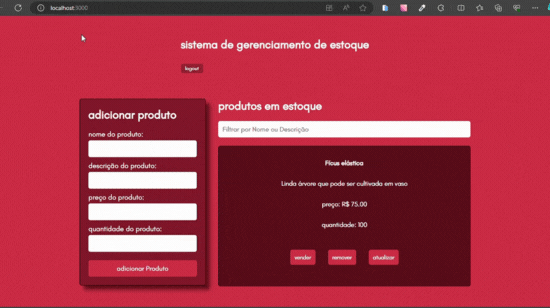 localhost:3000
sistema de gerenciamento de estoque
logout
adicionar produto
nome do produto:
descrição do produto:
preço do produto:
quantidade do produto:
adicionar Produto
produtos em estoque
Filtrar por Nome ou Descrição
Ficus elástica
Linda árvore que pode ser cultivada em vaso
preço: R$ 75.00
quantidade: 100
vender remover atualizar